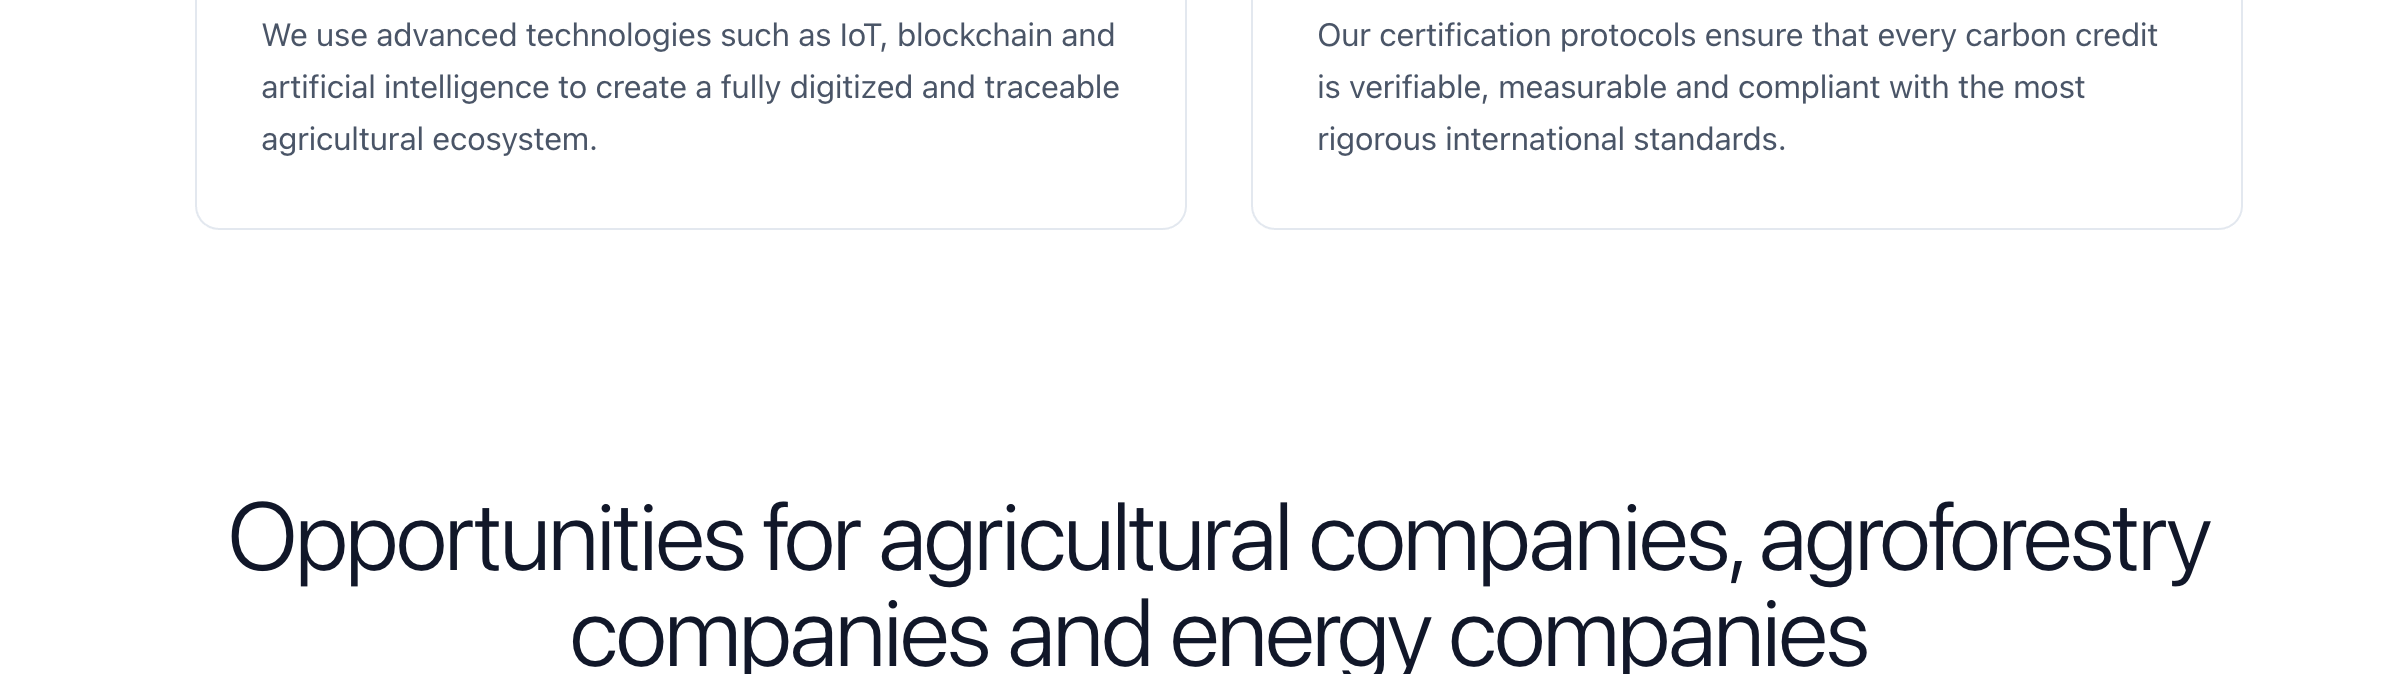 We use advanced technologies such as IoT, blockchain and
artificial intelligence to create a fully digitized and traceable
agricultural ecosystem.
Our certification protocols ensure that every carbon credit
is verifiable, measurable and compliant with the most
rigorous international standards.
Opportunities for agricultural companies, agroforestry
companies and energy companies